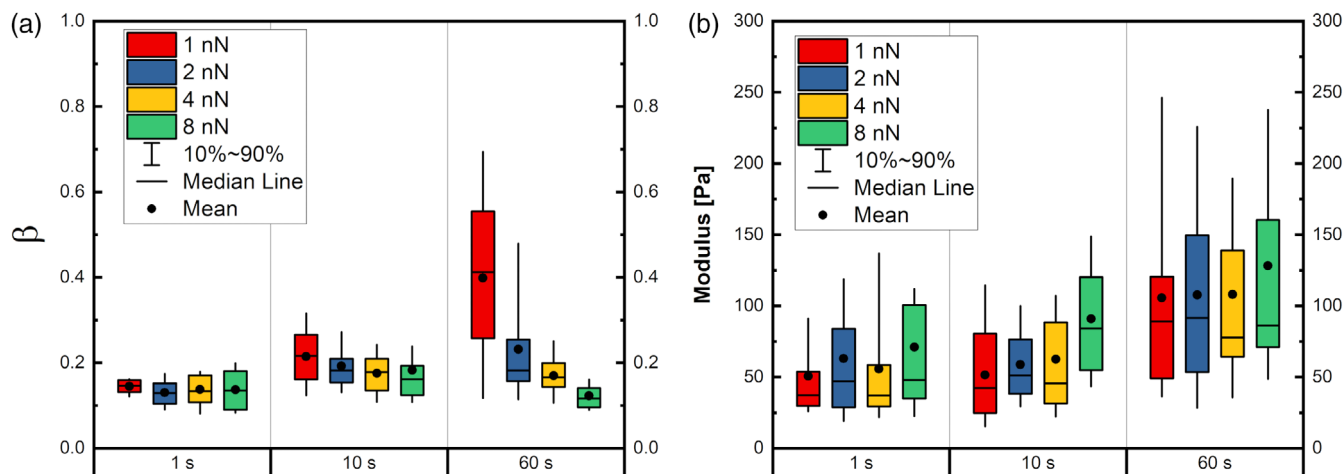 (a)
1.0
0.8
0.6
0.4
0.2
0.0
β
1 nN
2 nN
4 nN
8 nN
10%~90%
Median Line
Mean
1.0
0.8
0.6
0.4
0.2
0.0
1 s
10 s
60 s
(b)
300
250
200
150
100
50
0
Modulus [Pa]
1 nN
2 nN
4 nN
8 nN
10%~90%
Median Line
Mean
300
250
200
150
100
50
0
1 s
10 s
60 s